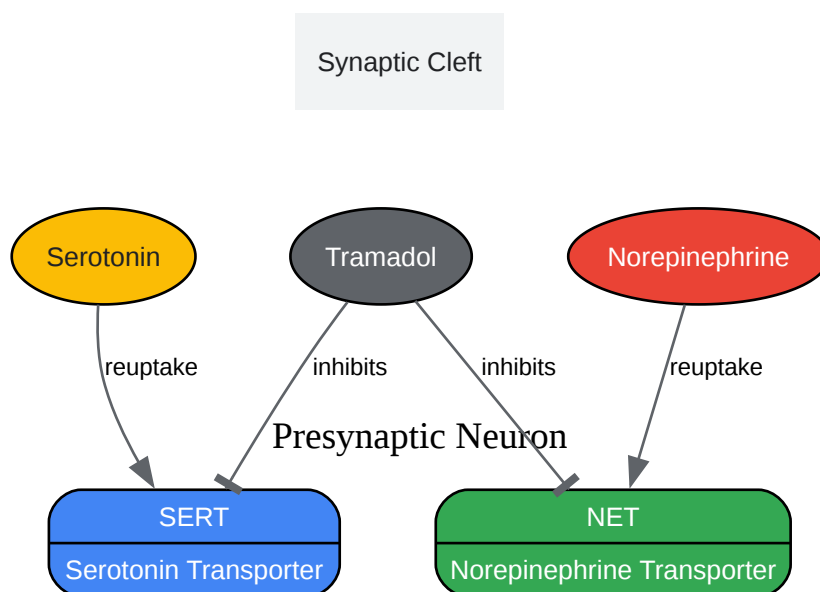 Synaptic Cleft
Serotonin
Tramadol
Norepinephrine
reuptake
inhibits
inhibits
reuptake
Presynaptic Neuron
SERT
NET
Serotonin Transporter
Norepinephrine Transporter